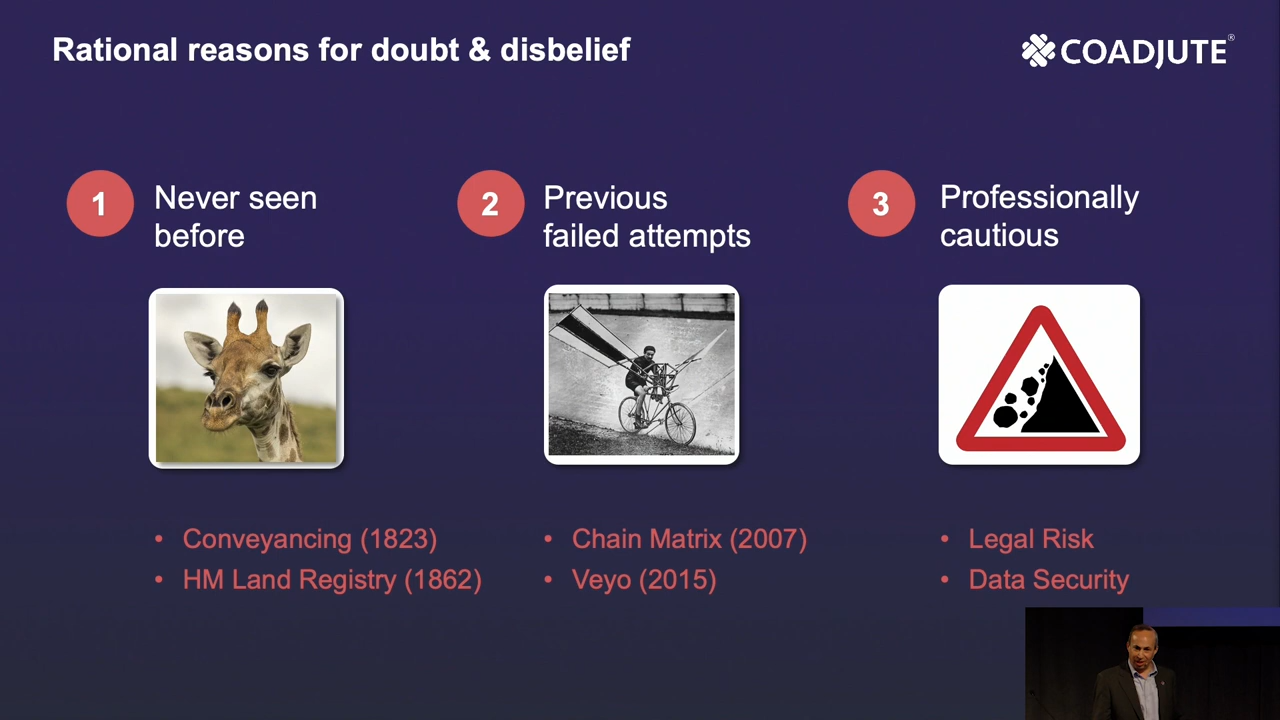 Rational reasons for doubt & disbelief
COADJUTE®
1
Never seen
before
2
Previous
failed attempts
3
Professionally
cautious
• Conveyancing (1823)
• HM Land Registry (1862)
• Chain Matrix (2007)
• Veyo (2015)
• Legal Risk
• Data Security